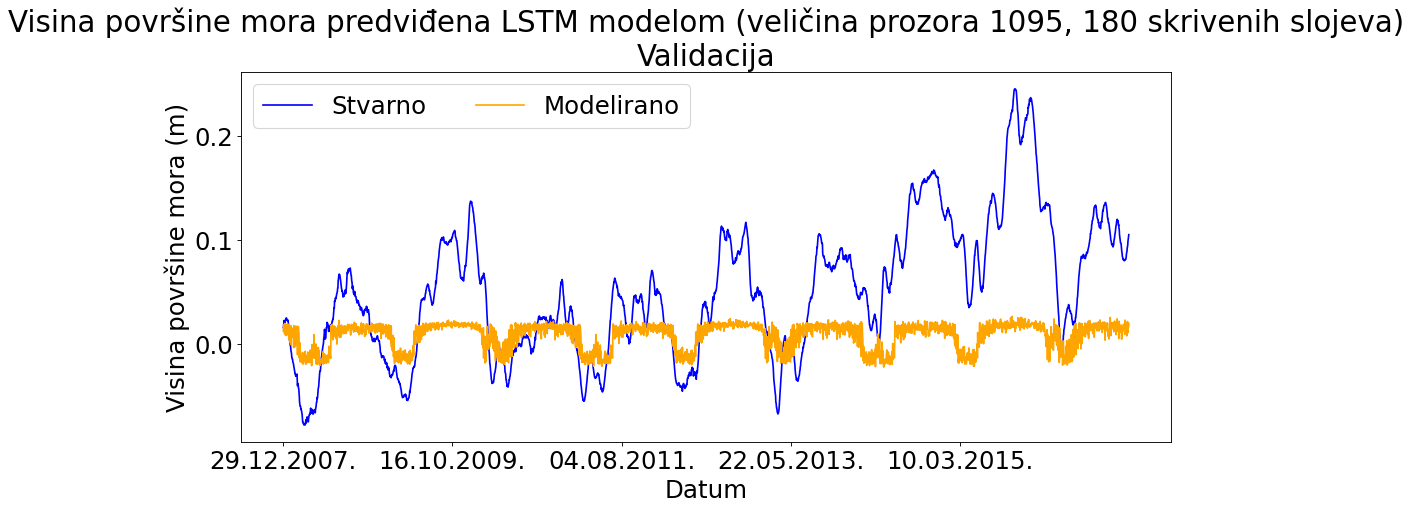 Visina površine mora predviđena LSTM modelom (veličina prozora 1095, 180 skrivenih slojeva)
Validacija
Stvarno
Modelirano
Visina površine mora (m)
0.2
0.1
0.0
29.12.2007.
16.10.2009.
04.08.2011.
22.05.2013.
10.03.2015.
Datum